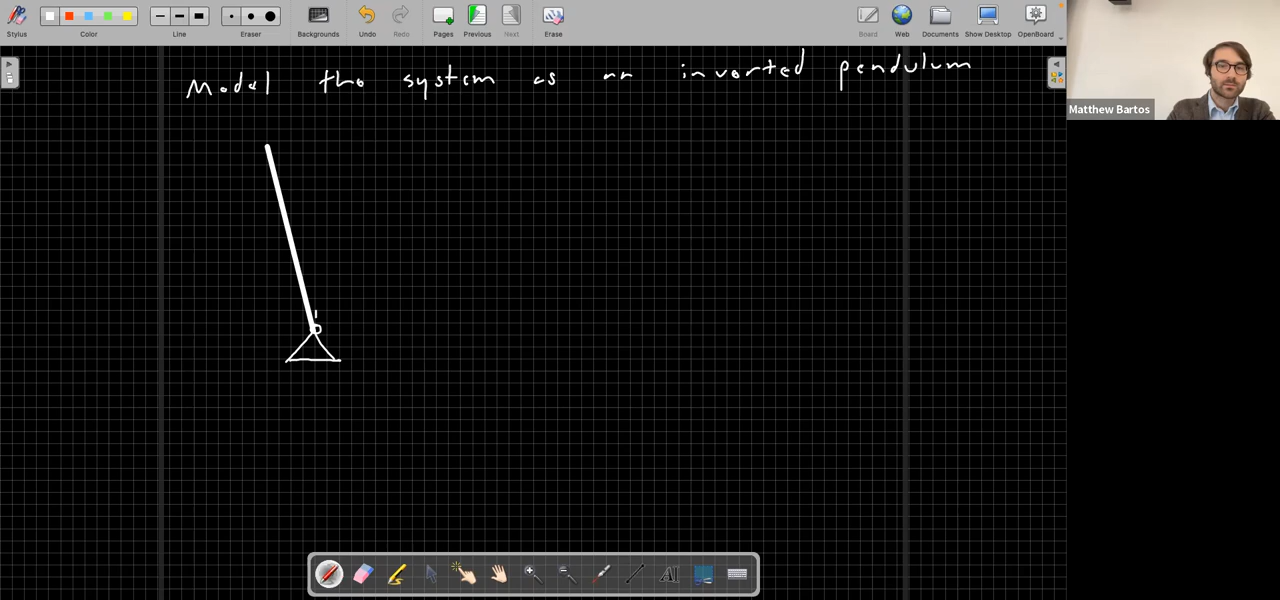 Stylus Color Line Eraser Backgrounds Undo Redo Pages Previous Next Erase Board Web Documents Show Desktop OpenBoard
Model the system as an inverted pendulum
Matthew Bartos